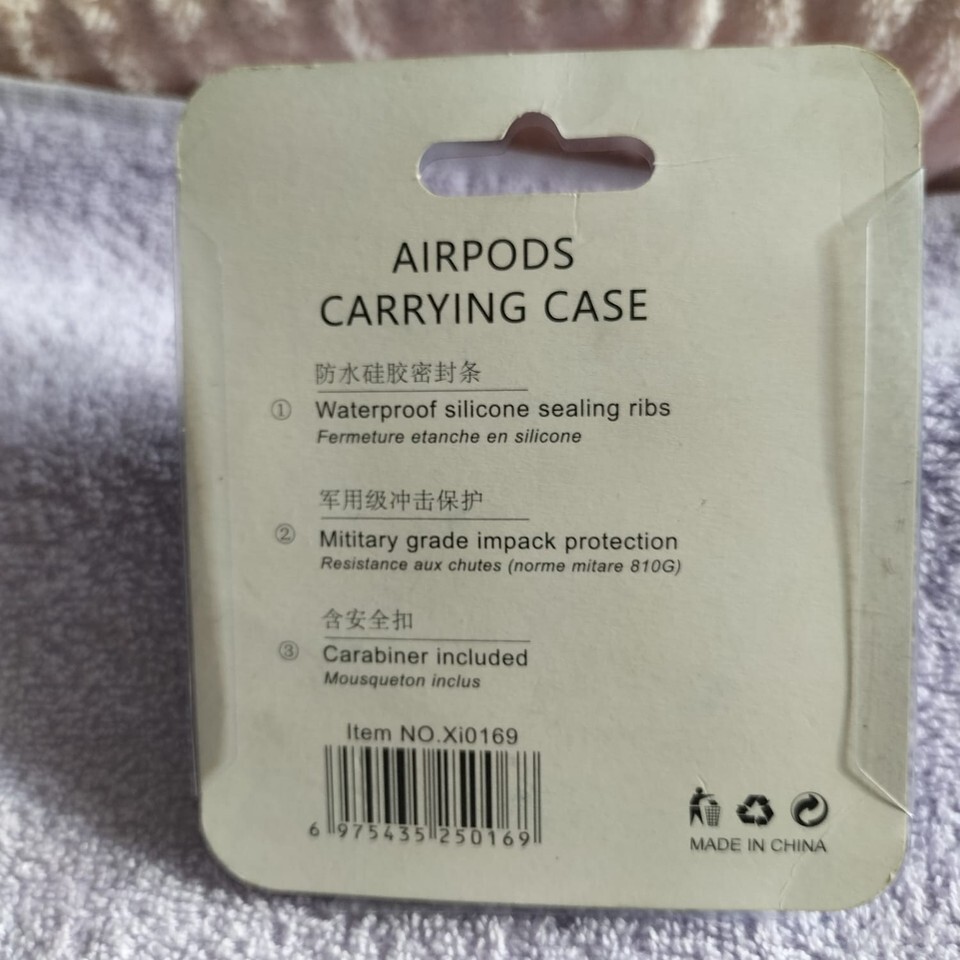 AIRPODS
CARRYING CASE
防水硅胶密封条
① Waterproof silicone sealing ribs
Fermeture etanche en silicone
军用级冲击保护
② Mititary grade impack protection
Resistance aux chutes (norme mitare 810G)
含安全扣
③ Carabiner included
Mousqueton inclus
Item NO.Xi0169
6 975435 250169
MADE IN CHINA